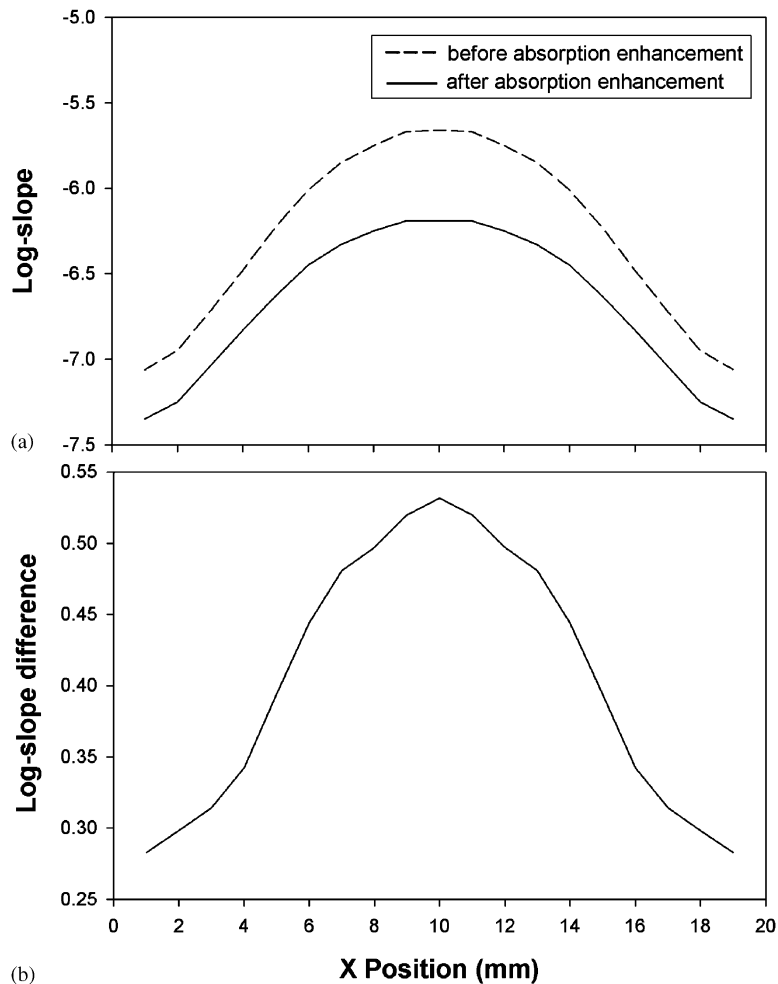 -5.0
before absorption enhancement
after absorption enhancement
-5.5
-6.0
-6.5
-7.0
-7.5
Log-slope
(a)
0.55
0.50
0.45
0.40
0.35
0.30
0.25
Log-slope difference
0 2 4 6 8 10 12 14 16 18 20
X Position (mm)
(b)